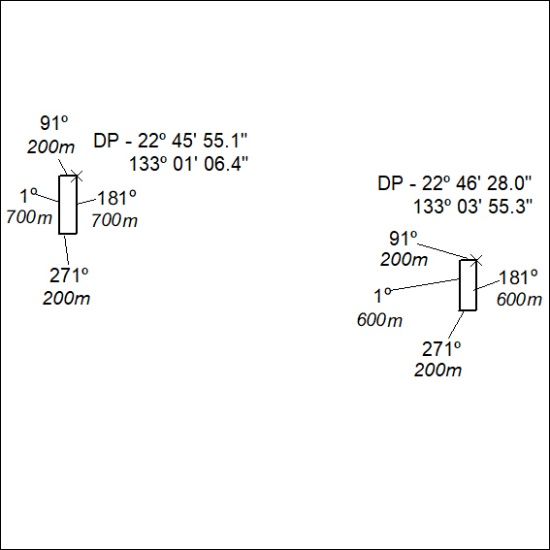 91º
200m
DP - 22º 45' 55.1"
133º 01' 06.4"
1º
700m
181º
700m
271º
200m
DP - 22º 46' 28.0"
133º 03' 55.3"
91º
200m
181º
600m
1º
600m
271º
200m